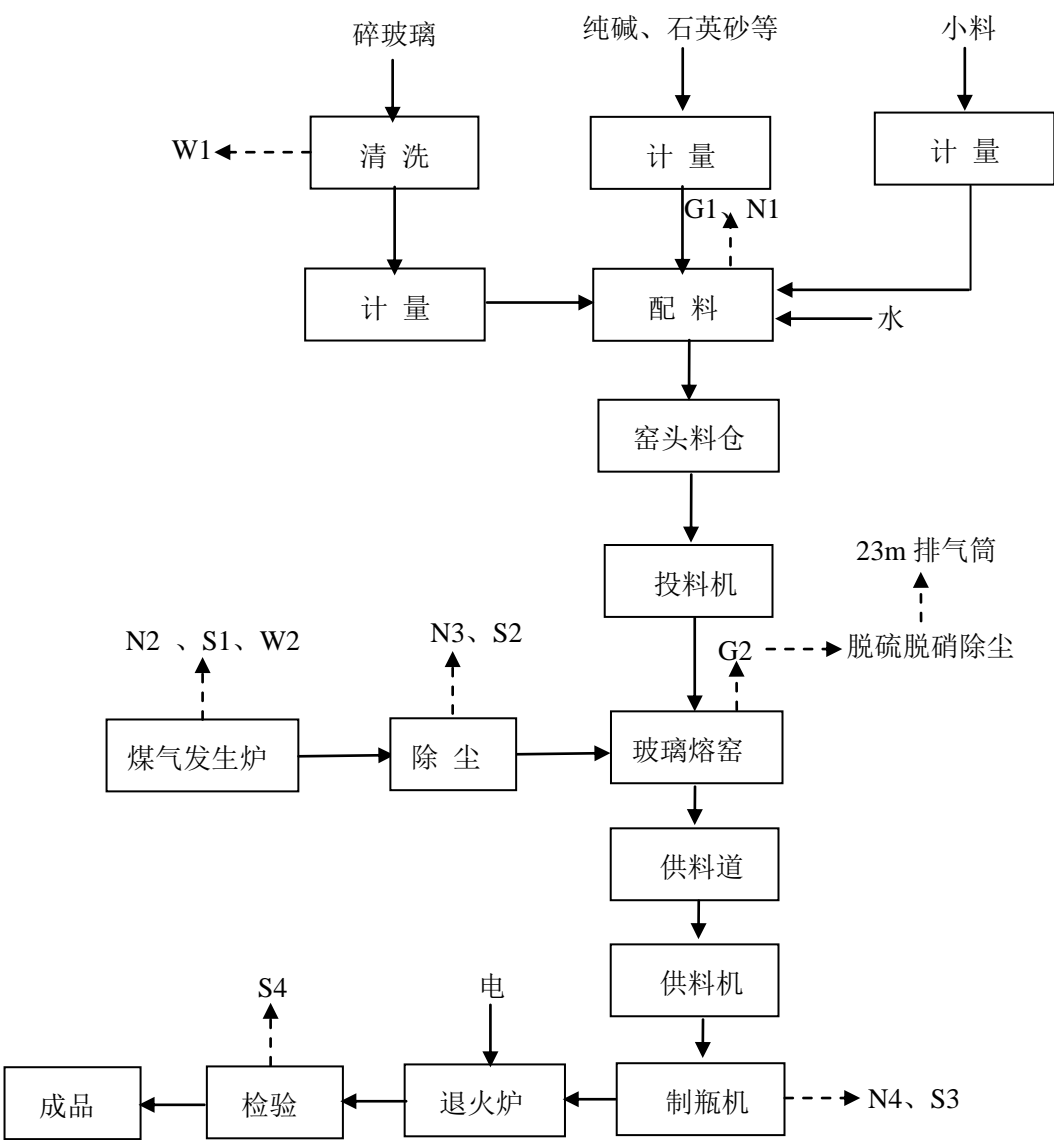 碎玻璃
纯碱、石英砂等
小料
W1
清 洗
计 量
计 量
G1、 N1
计 量
配 料
水
窑头料仓
23m 排气筒
投料机
N2 、S1、W2
N3、S2
G2
脱硫脱硝除尘
煤气发生炉
除 尘
玻璃熔窑
供料道
供料机
S4
电
成品
检验
退火炉
制瓶机
N4、S3